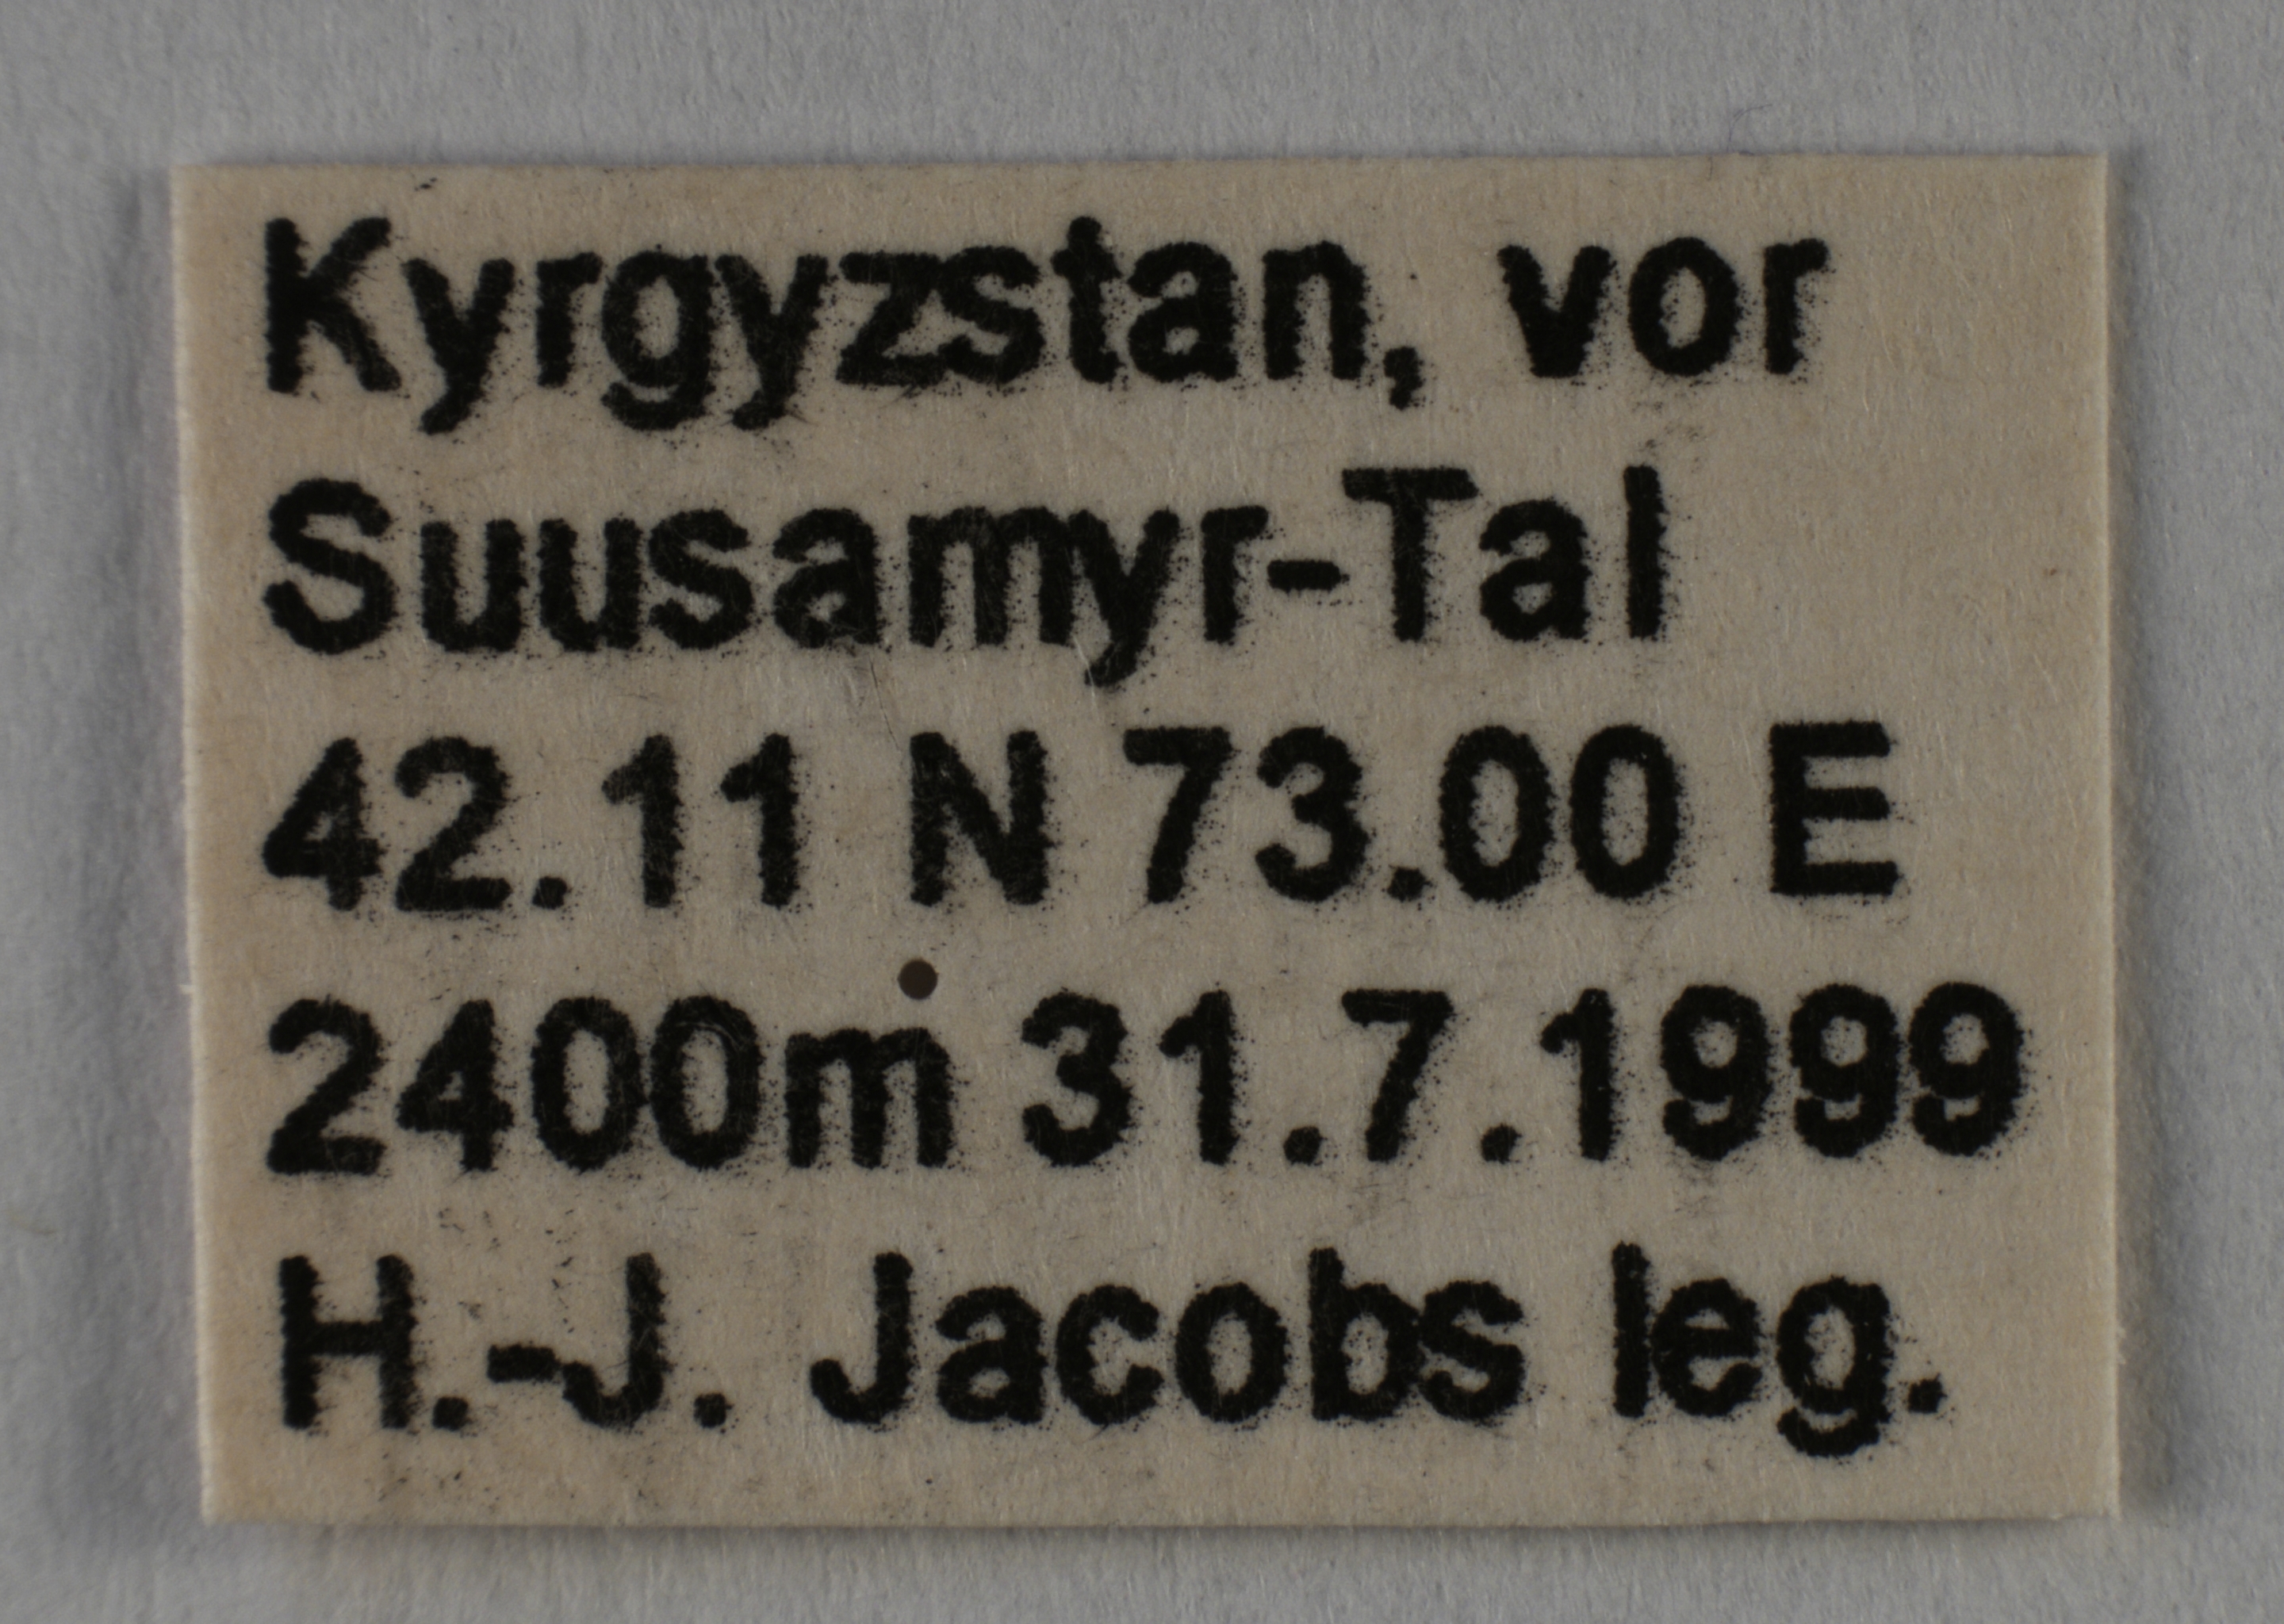 Kyrgyzstan, vor
Suusamyr-Tal
42.11 N 73.00 E
2400m 31.7.1999
H.-J. Jacobs leg.